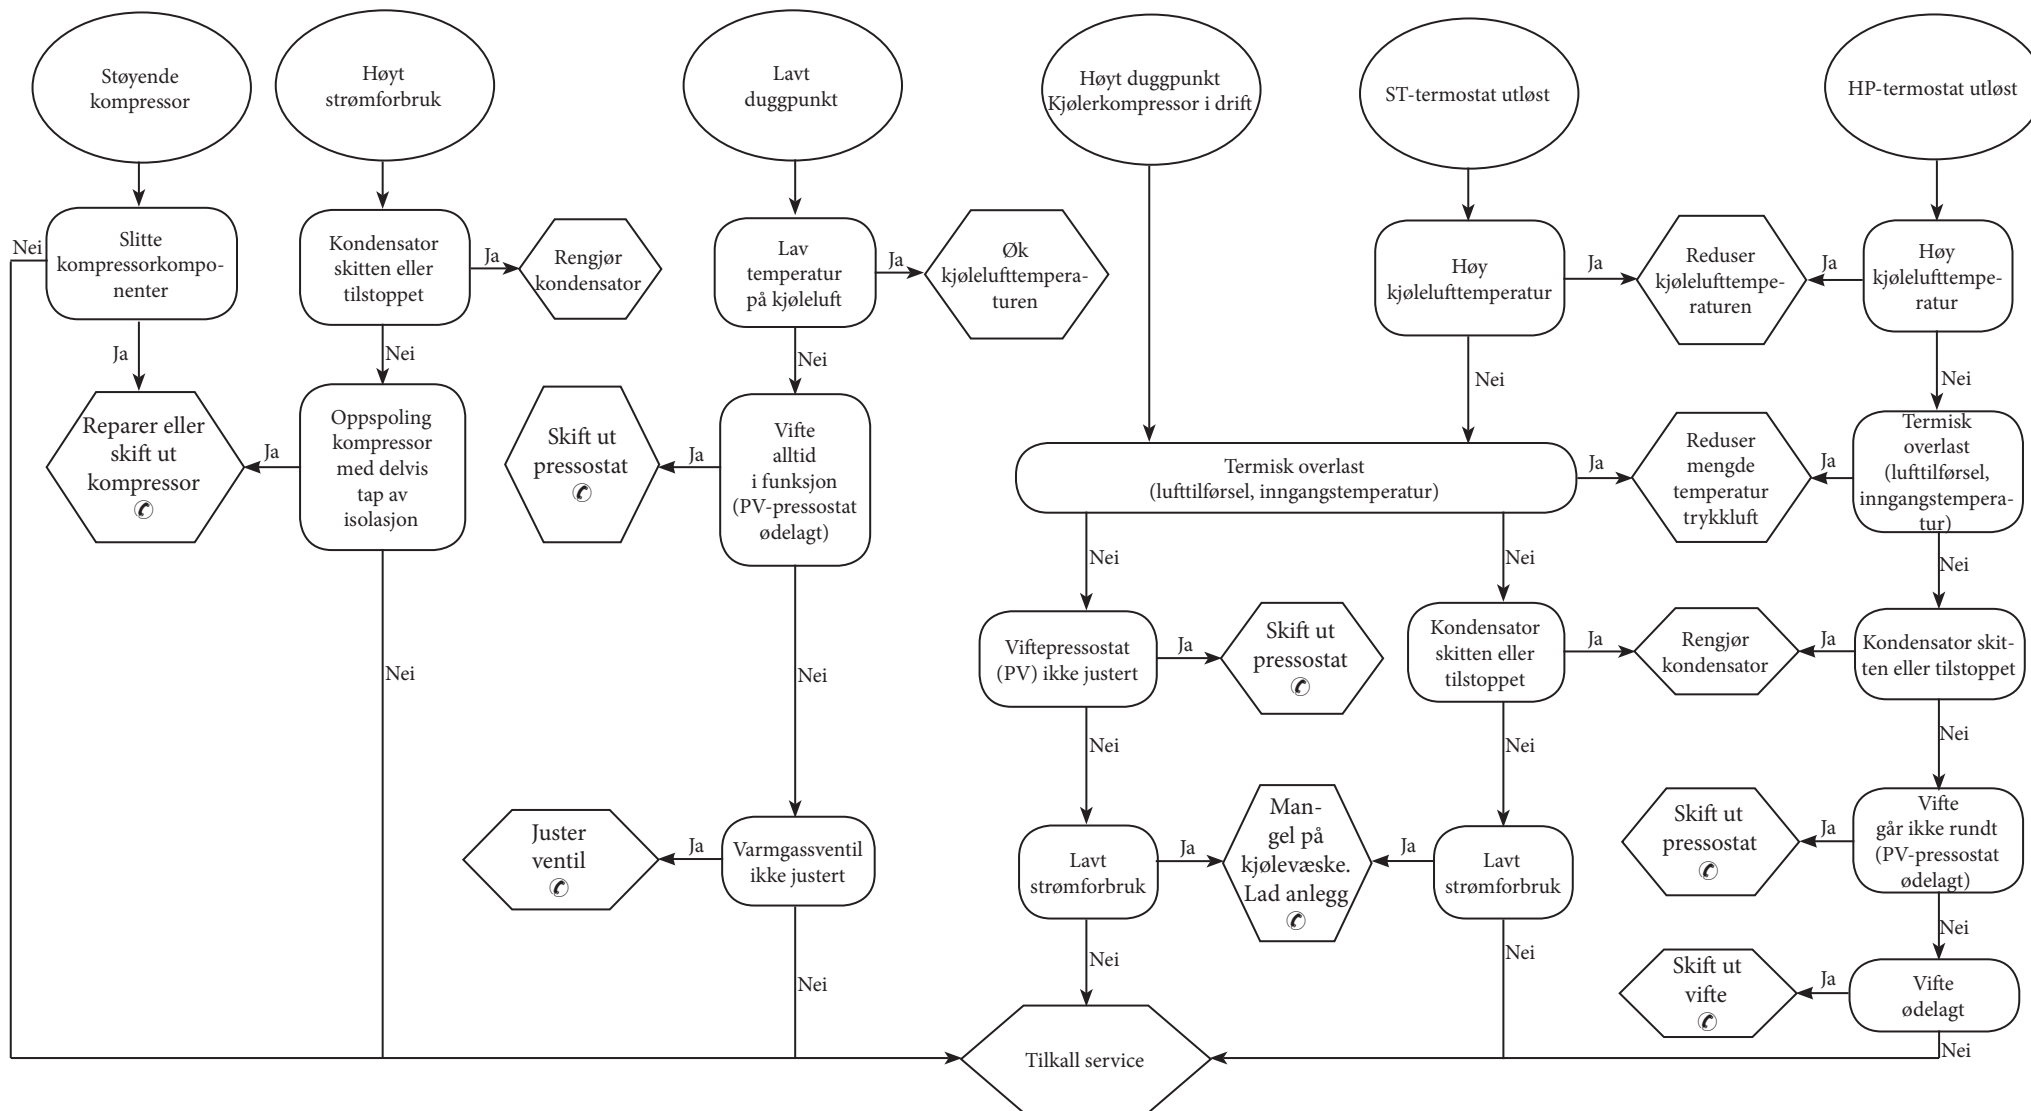 Støyende
kompressor
Høyt
strømforbruk
Lavt
duggpunkt
Høyt duggpunkt
Kjølerkompressor i drift
ST-termostat utløst
HP-termostat utløst
Nei
Slitte
kompressorkompo-
nenter
Ja
Reparer eller
skift ut
kompressor
✆
Kondensator
skitten eller
tilstoppet
Ja
Rengjør
kondensator
Nei
Oppspoling
kompressor
med delvis
tap av
isolasjon
Ja
Nei
Lav
temperatur
på kjøleluft
Ja
Øk
kjølelufttempera-
turen
Nei
Vifte
alltid
i funksjon
(PV-pressostat
ødelagt)
Ja
Skift ut
pressostat
✆
Nei
Varmgassventil
ikke justert
Ja
Juster
ventil
✆
Nei
Høy
kjølelufttemperatur
Ja
Reduser
kjølelufttempe-
raturen
Ja
Høy
kjølelufttempe-
ratur
Nei
Nei
Termisk overlast
(lufttilførsel, inngangstemperatur)
Ja
Reduser
mengde
temperatur
trykkluft
Ja
Termisk
overlast
(lufttilførsel,
inngangstempera-
tur)
Nei
Nei
Nei
Viftepressostat
(PV) ikke justert
Ja
Skift ut
pressostat
✆
Kondensator
skitten eller
tilstoppet
Ja
Rengjør
kondensator
Ja
Kondensator skit-
ten eller tilstoppet
Nei
Nei
Nei
Lavt
strømforbruk
Ja
Man-
gel på
kjølevæske.
Lad anlegg
✆
Ja
Lavt
strømforbruk
Skift ut
pressostat
✆
Ja
Vifte
går ikke rundt
(PV-pressostat
ødelagt)
Nei
Nei
Nei
Skift ut
vifte
✆
Ja
Vifte
ødelagt
Nei
Tilkall service